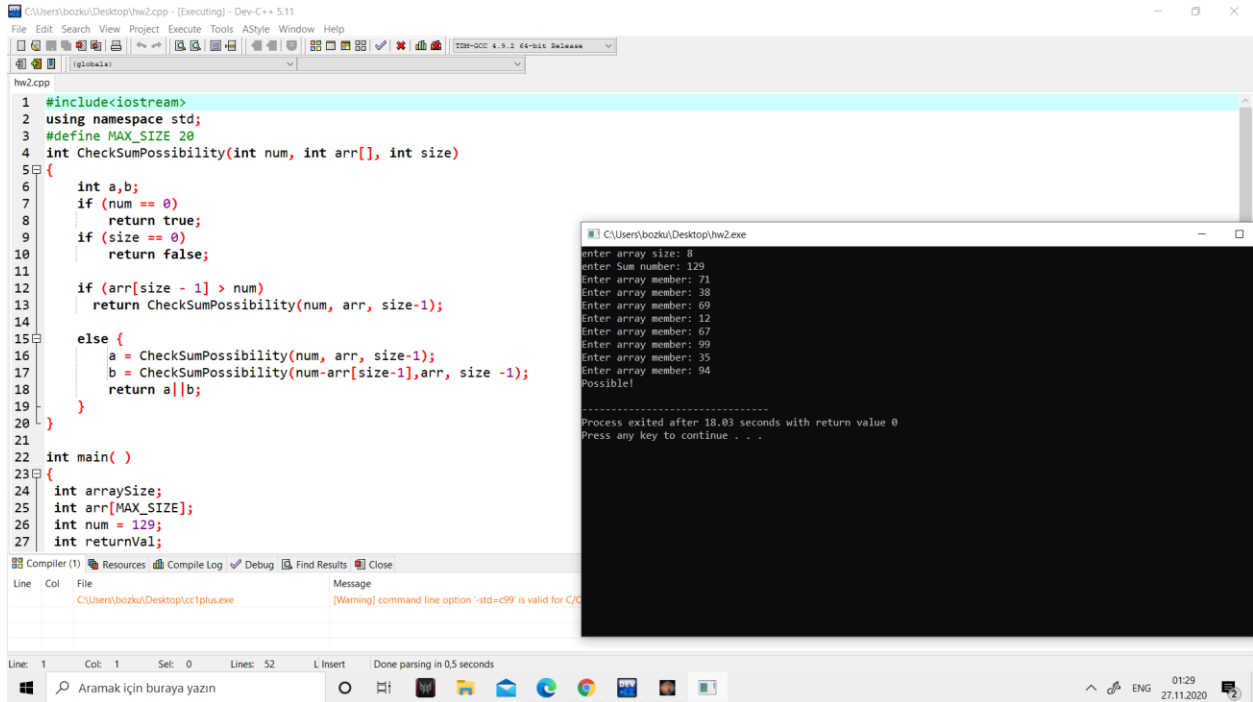 C:\Users\bozku\Desktop\hw2.cpp - [Executing] - Dev-C++ 5.11
File Edit Search View Project Execute Tools AStyle Window Help
TDM-GCC 4.9.2 64-bit Release
(globals)
hw2.cpp
1 #include<iostream>
2 using namespace std;
3 #define MAX_SIZE 20
4 int CheckSumPossibility(int num, int arr[], int size)
5 {
6 int a,b;
7 if (num == 0)
8 return true;
9 if (size == 0)
10 return false;
11
12 if (arr[size - 1] > num)
13 return CheckSumPossibility(num, arr, size-1);
14
15 else {
16 a = CheckSumPossibility(num, arr, size-1);
17 b = CheckSumPossibility(num-arr[size-1],arr, size -1);
18 return a||b;
19 }
20 }
21
22 int main( )
23 {
24 int arraySize;
25 int arr[MAX_SIZE];
26 int num = 129;
27 int returnVal;
C:\Users\bozku\Desktop\hw2.exe
enter array size: 8
enter Sum number: 129
Enter array member: 71
Enter array member: 38
Enter array member: 69
Enter array member: 12
Enter array member: 67
Enter array member: 99
Enter array member: 35
Enter array member: 94
Possible!
--------------------------------
Process exited after 18.03 seconds with return value 0
Press any key to continue . . .
Compiler (1) Resources Compile Log Debug Find Results Close
Line Col File Message
C:\Users\bozku\Desktop\cc1plus.exe [Warning] command line option '-std=c99' is valid for C/O
Line: 1 Col: 1 Sel: 0 Lines: 52 L Insert Done parsing in 0,5 seconds
Aramak için buraya yazın
DEV
ENG
01:29
27.11.2020
2